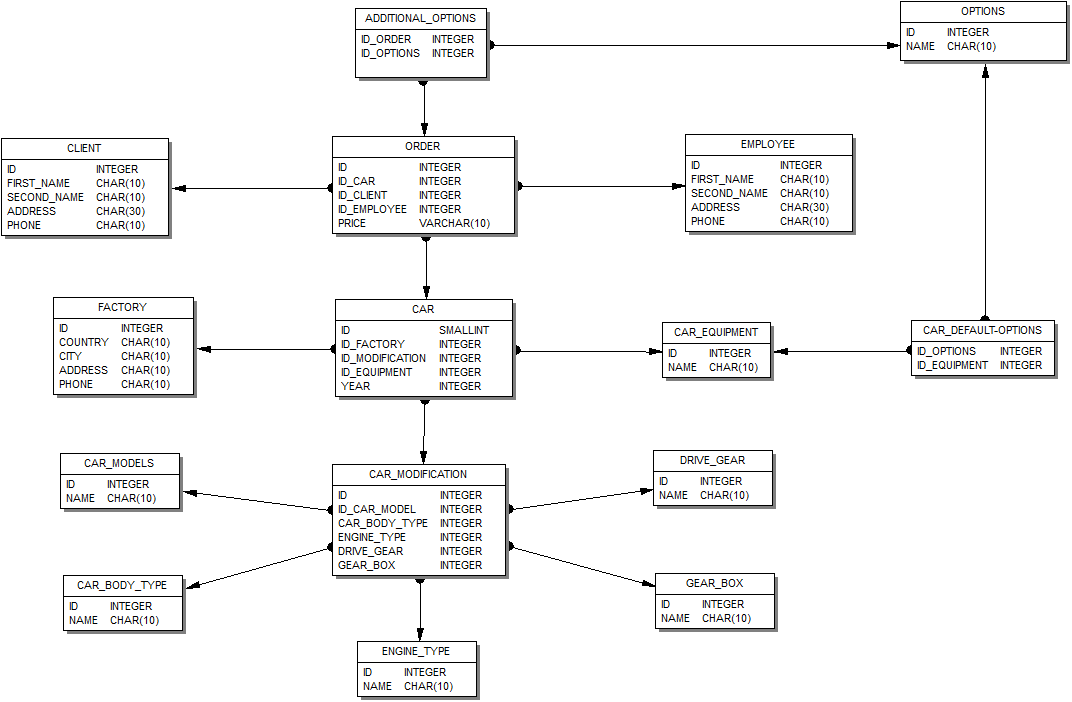 ADDITIONAL_OPTIONS
ID_ORDER INTEGER
ID_OPTIONS INTEGER
OPTIONS
ID INTEGER
NAME CHAR(10)
CLIENT
ID INTEGER
FIRST_NAME CHAR(10)
SECOND_NAME CHAR(10)
ADDRESS CHAR(30)
PHONE CHAR(10)
ORDER
ID INTEGER
ID_CAR INTEGER
ID_CLIENT INTEGER
ID_EMPLOYEE INTEGER
PRICE VARCHAR(10)
EMPLOYEE
ID INTEGER
FIRST_NAME CHAR(10)
SECOND_NAME CHAR(10)
ADDRESS CHAR(30)
PHONE CHAR(10)
FACTORY
ID INTEGER
COUNTRY CHAR(10)
CITY CHAR(10)
ADDRESS CHAR(10)
PHONE CHAR(10)
CAR
ID SMALLINT
ID_FACTORY INTEGER
ID_MODIFICATION INTEGER
ID_EQUIPMENT INTEGER
YEAR INTEGER
CAR_EQUIPMENT
ID INTEGER
NAME CHAR(10)
CAR_DEFAULT-OPTIONS
ID_OPTIONS INTEGER
ID_EQUIPMENT INTEGER
CAR_MODELS
ID INTEGER
NAME CHAR(10)
CAR_MODIFICATION
ID INTEGER
ID_CAR_MODEL INTEGER
CAR_BODY_TYPE INTEGER
ENGINE_TYPE INTEGER
DRIVE_GEAR INTEGER
GEAR_BOX INTEGER
DRIVE_GEAR
ID INTEGER
NAME CHAR(10)
CAR_BODY_TYPE
ID INTEGER
NAME CHAR(10)
GEAR_BOX
ID INTEGER
NAME CHAR(10)
ENGINE_TYPE
ID INTEGER
NAME CHAR(10)